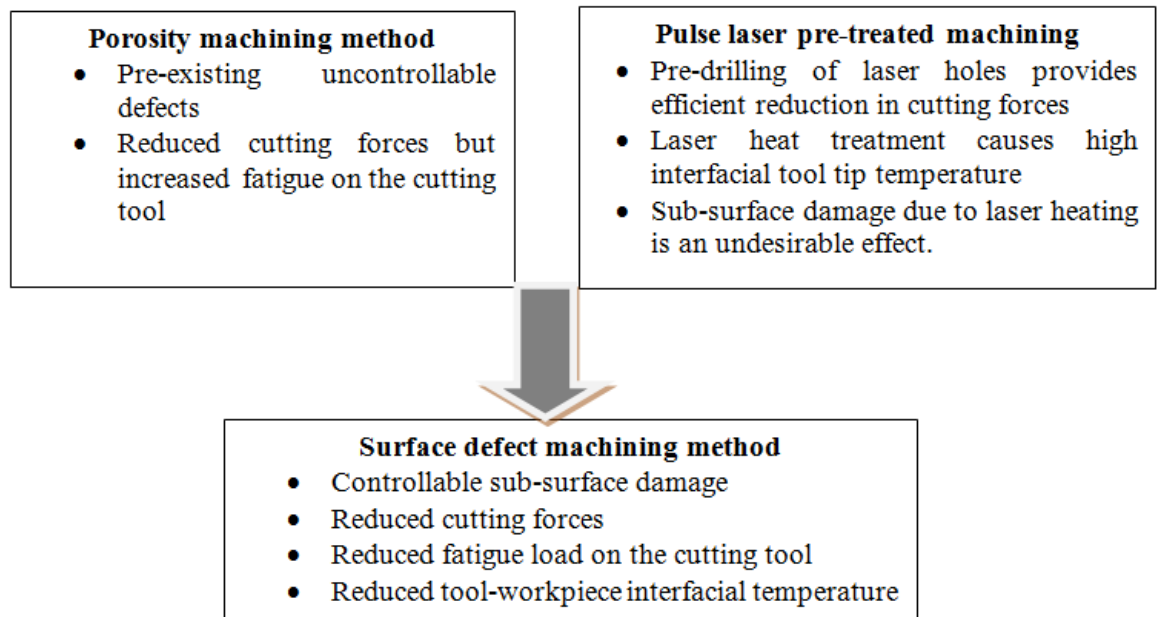 Porosity machining method
• Pre-existing uncontrollable
defects
• Reduced cutting forces but
increased fatigue on the cutting
tool
Pulse laser pre-treated machining
• Pre-drilling of laser holes provides
efficient reduction in cutting forces
• Laser heat treatment causes high
interfacial tool tip temperature
• Sub-surface damage due to laser heating
is an undesirable effect.
Surface defect machining method
• Controllable sub-surface damage
• Reduced cutting forces
• Reduced fatigue load on the cutting tool
• Reduced tool-workpiece interfacial temperature